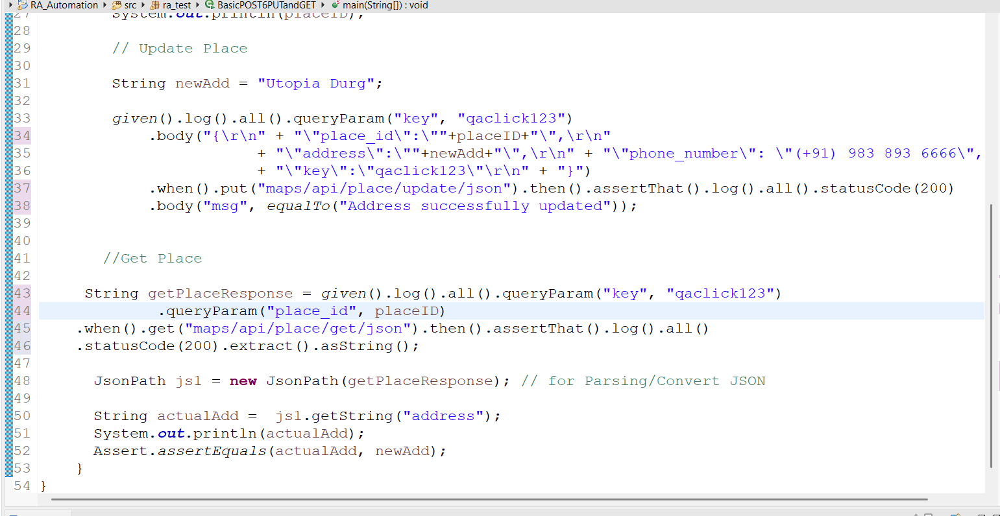 RA_Automation src ra_test BasicPOST6PUTandGET main(String[]) : void
27 System.out.println(placeID);
28
29 // Update Place
30
31 String newAdd = "Utopia Durg";
32
33 given().log().all().queryParam("key", "qaclick123")
34 .body("{\r\n" + "\"place_id\":\""+placeID+"\",\r\n"
35 + "\"address\":\""+newAdd+"\",\r\n" + "\"phone_number\": \"(+91) 983 893 6666\",
36 + "\"key\":\"qaclick123\"\r\n" + "}")
37 .when().put("maps/api/place/update/json").then().assertThat().log().all().statusCode(200)
38 .body("msg", equalTo("Address successfully updated"));
39
40
41 //Get Place
42
43 String getPlaceResponse = given().log().all().queryParam("key", "qaclick123")
44 .queryParam("place_id", placeID)
45 .when().get("maps/api/place/get/json").then().assertThat().log().all()
46 .statusCode(200).extract().asString();
47
48 JsonPath js1 = new JsonPath(getPlaceResponse); // for Parsing/Convert JSON
49
50 String actualAdd =  js1.getString("address");
51 System.out.println(actualAdd);
52 Assert.assertEquals(actualAdd, newAdd);
53 }
54 }